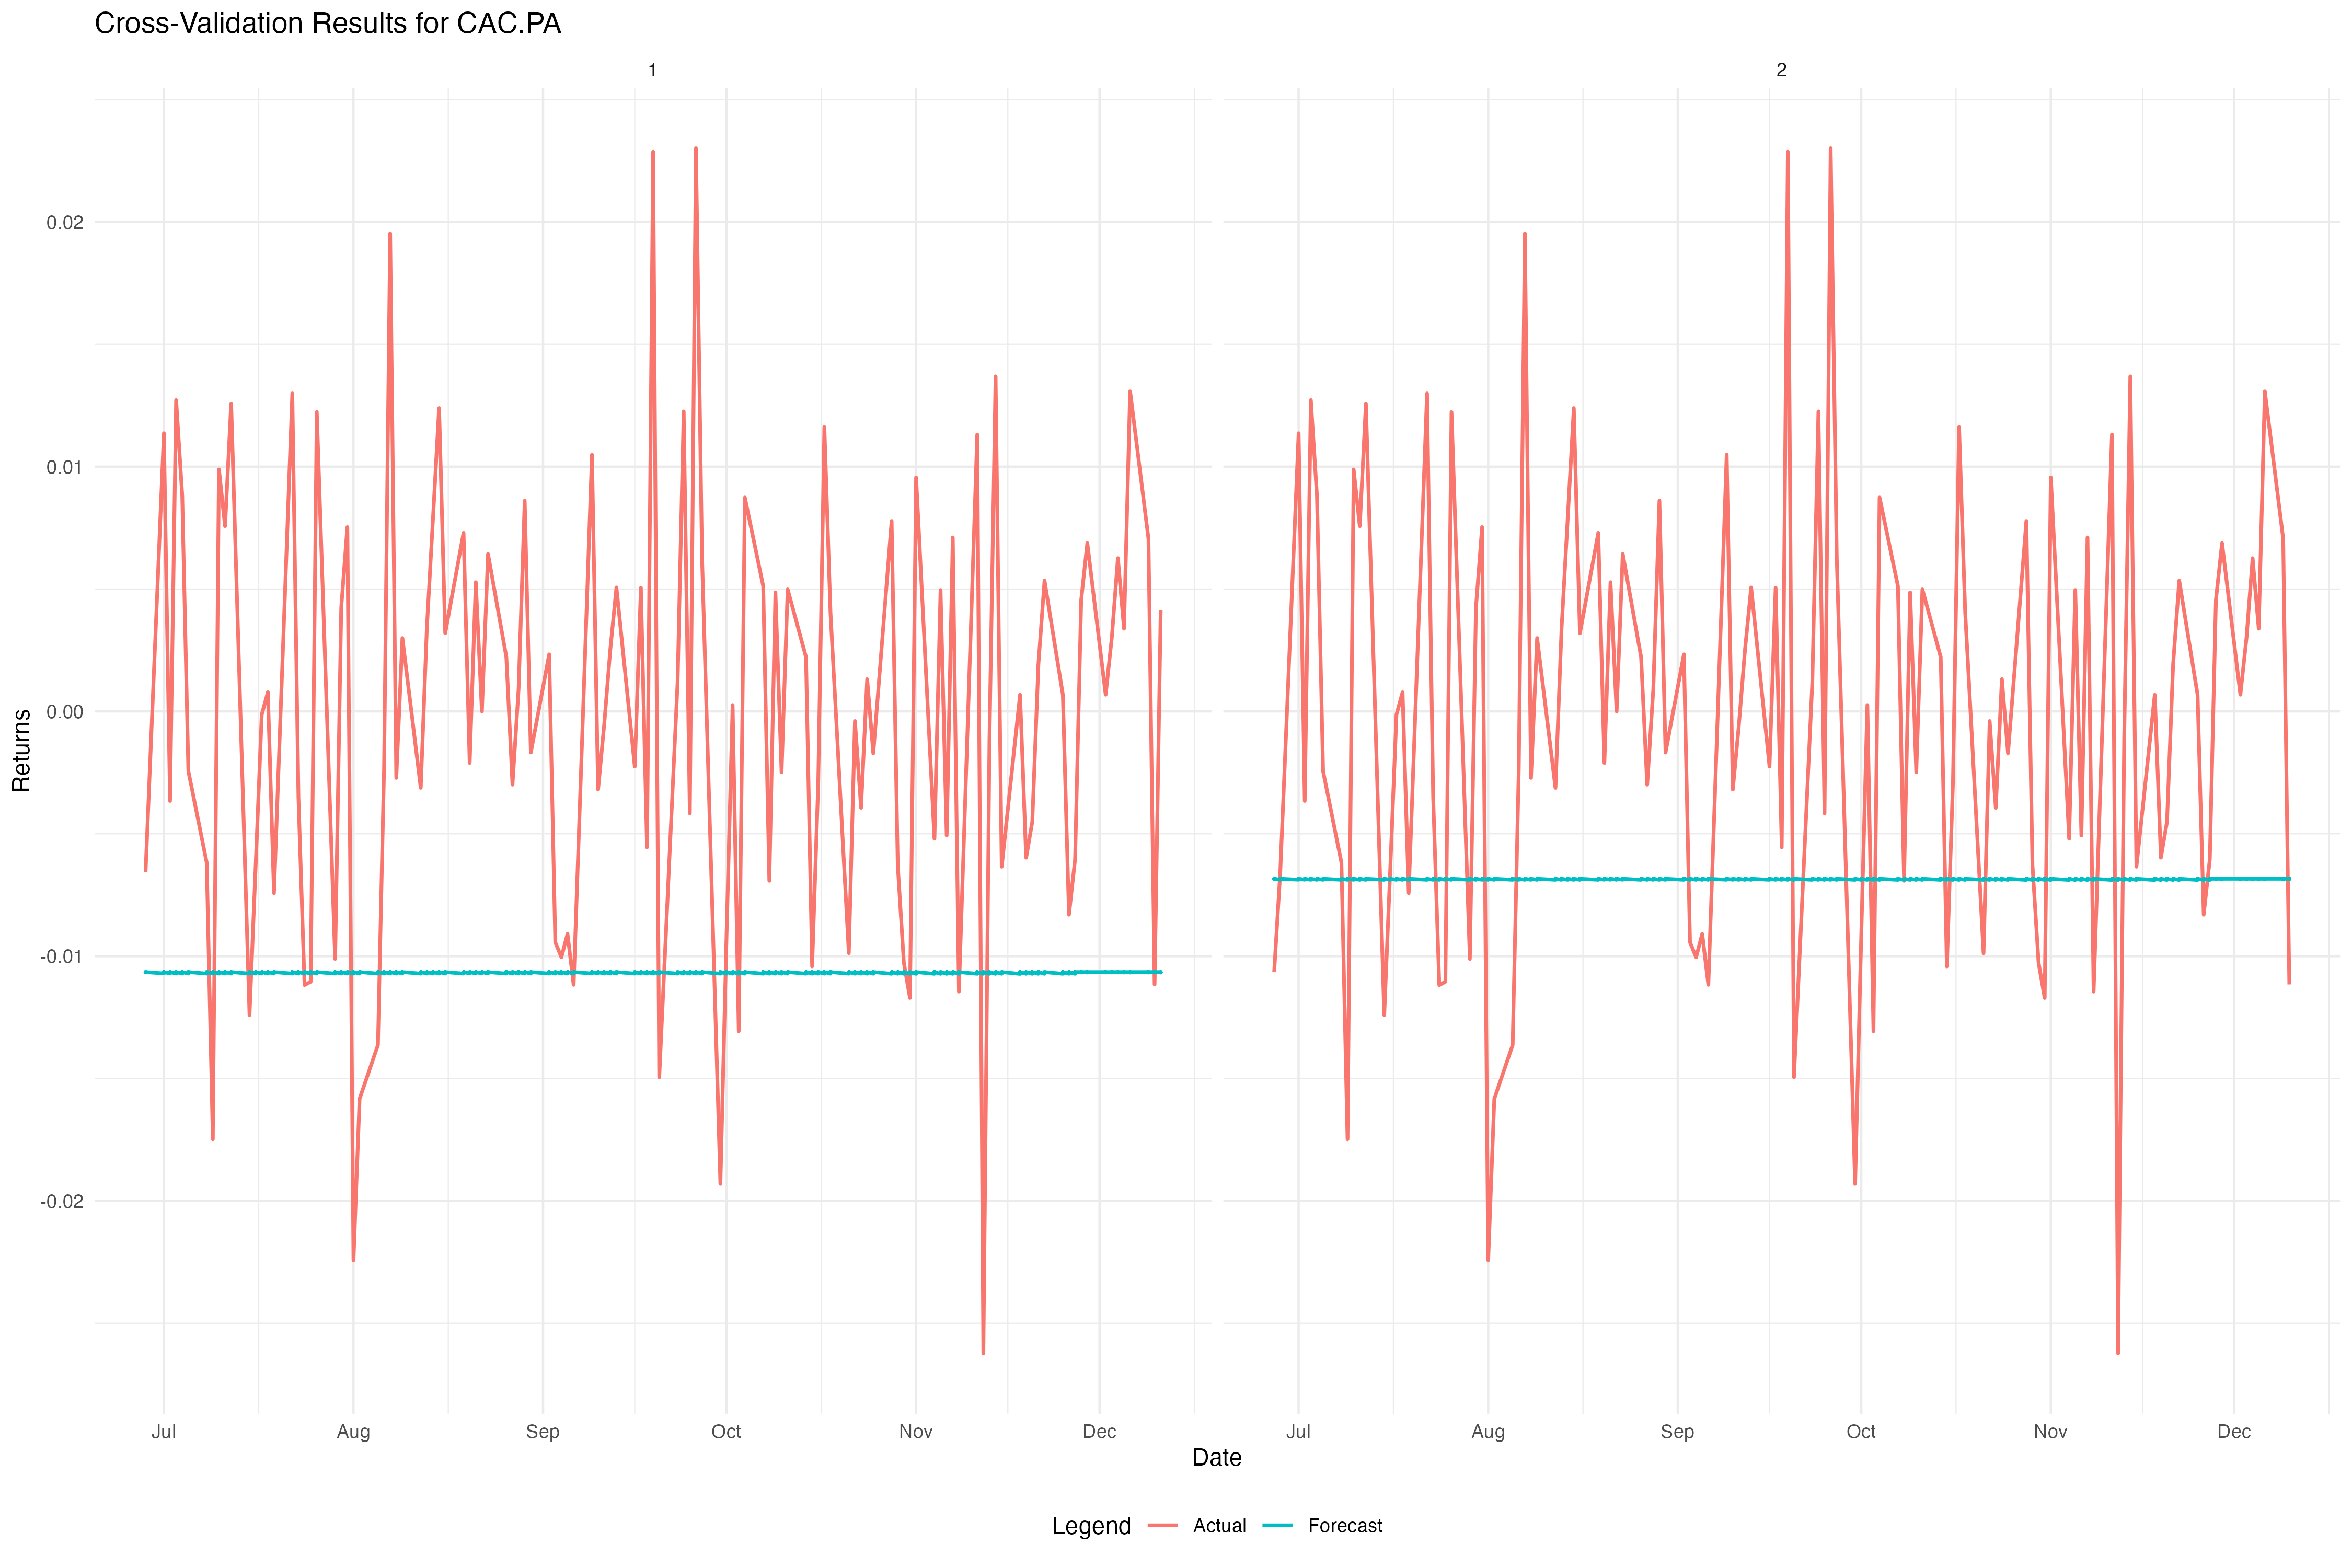 Cross-Validation Results for CAC.PA
1 2
Returns
0.02
0.01
0.00
-0.01
-0.02
Jul Aug Sep Oct Nov Dec Jul Aug Sep Oct Nov Dec
Date
Legend Actual Forecast